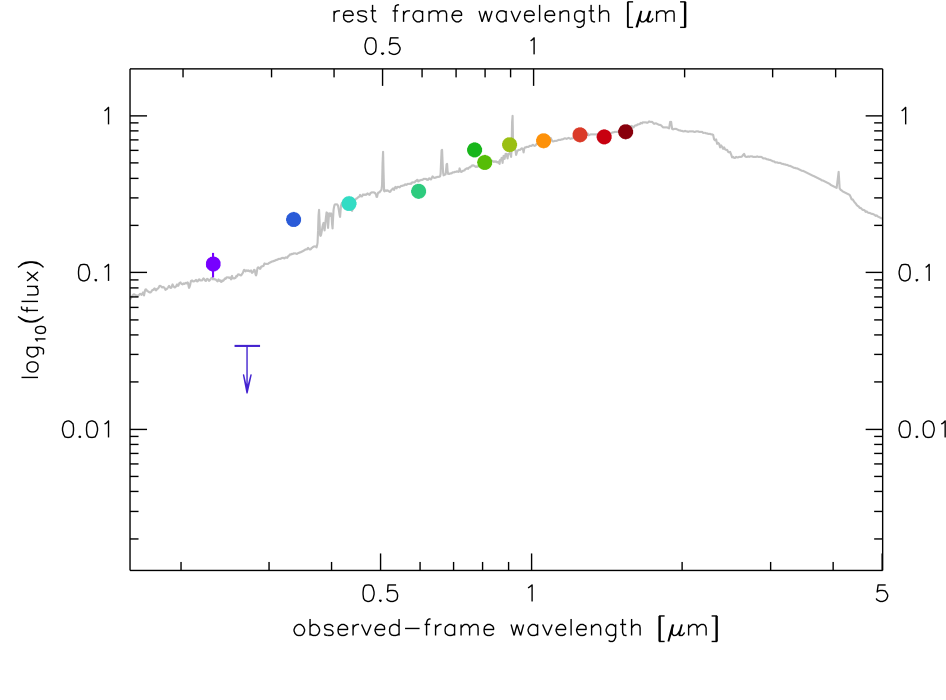 rest frame wavelength [μm]
0.5 1
1 1
0.1 0.1
0.01 0.01
log10(flux)
0.5 1 5
observed-frame wavelength [μm]